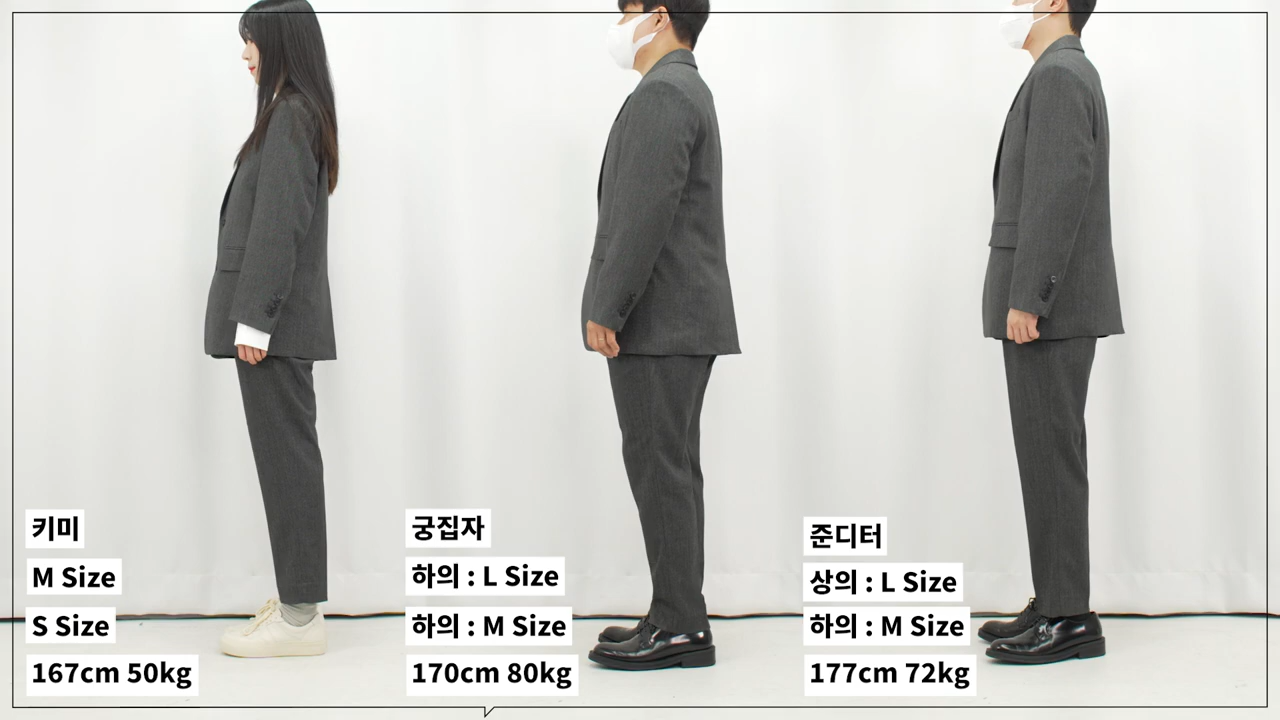 키미
M Size
S Size
167cm 50kg
궁집자
하의 : L Size
하의 : M Size
170cm 80kg
준디터
상의 : L Size
하의 : M Size
177cm 72kg